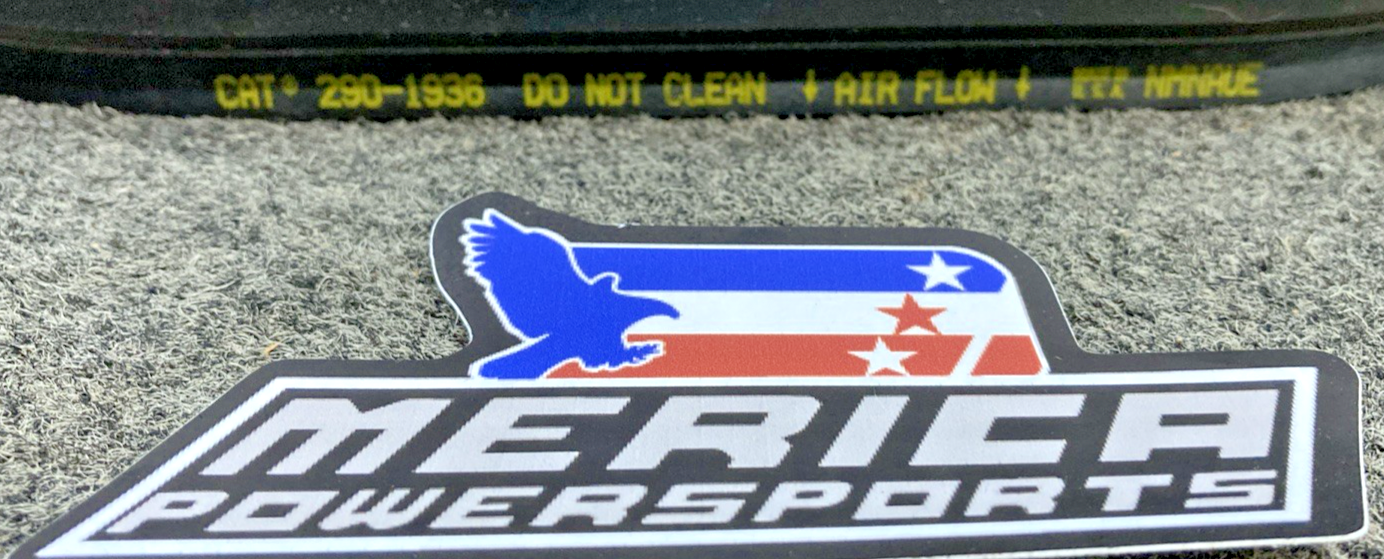 CAT® 290-1936 DO NOT CLEAN ↓ AIR FLOW ↓
MERICA
POWERSPORTS